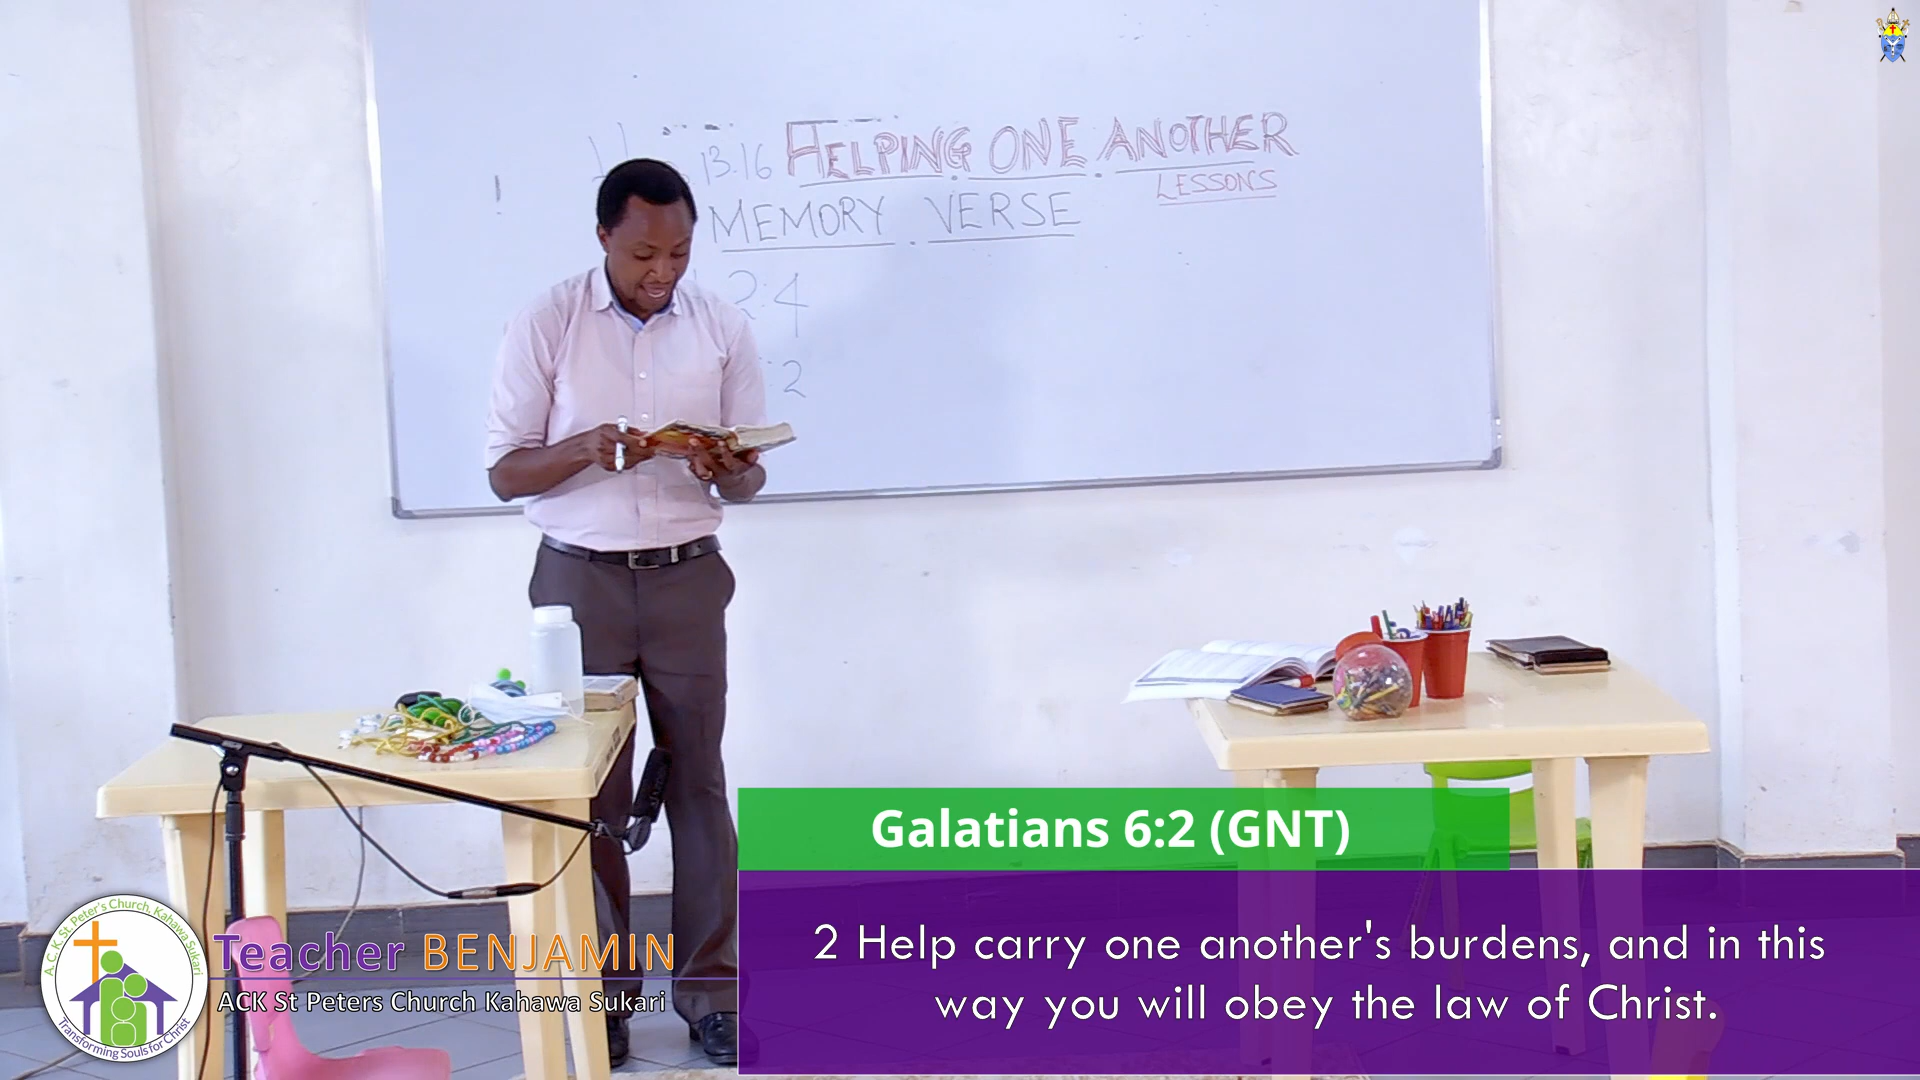 13:16 HELPING ONE ANOTHER
LESSONS
MEMORY VERSE
2:4
:2
Galatians 6:2 (GNT)
2 Help carry one another's burdens, and in this
way you will obey the law of Christ.
A.C.K. St. Peter's Church, Kahawa Sukari
Transforming Souls for Christ
Teacher BENJAMIN
ACK St Peters Church Kahawa Sukari